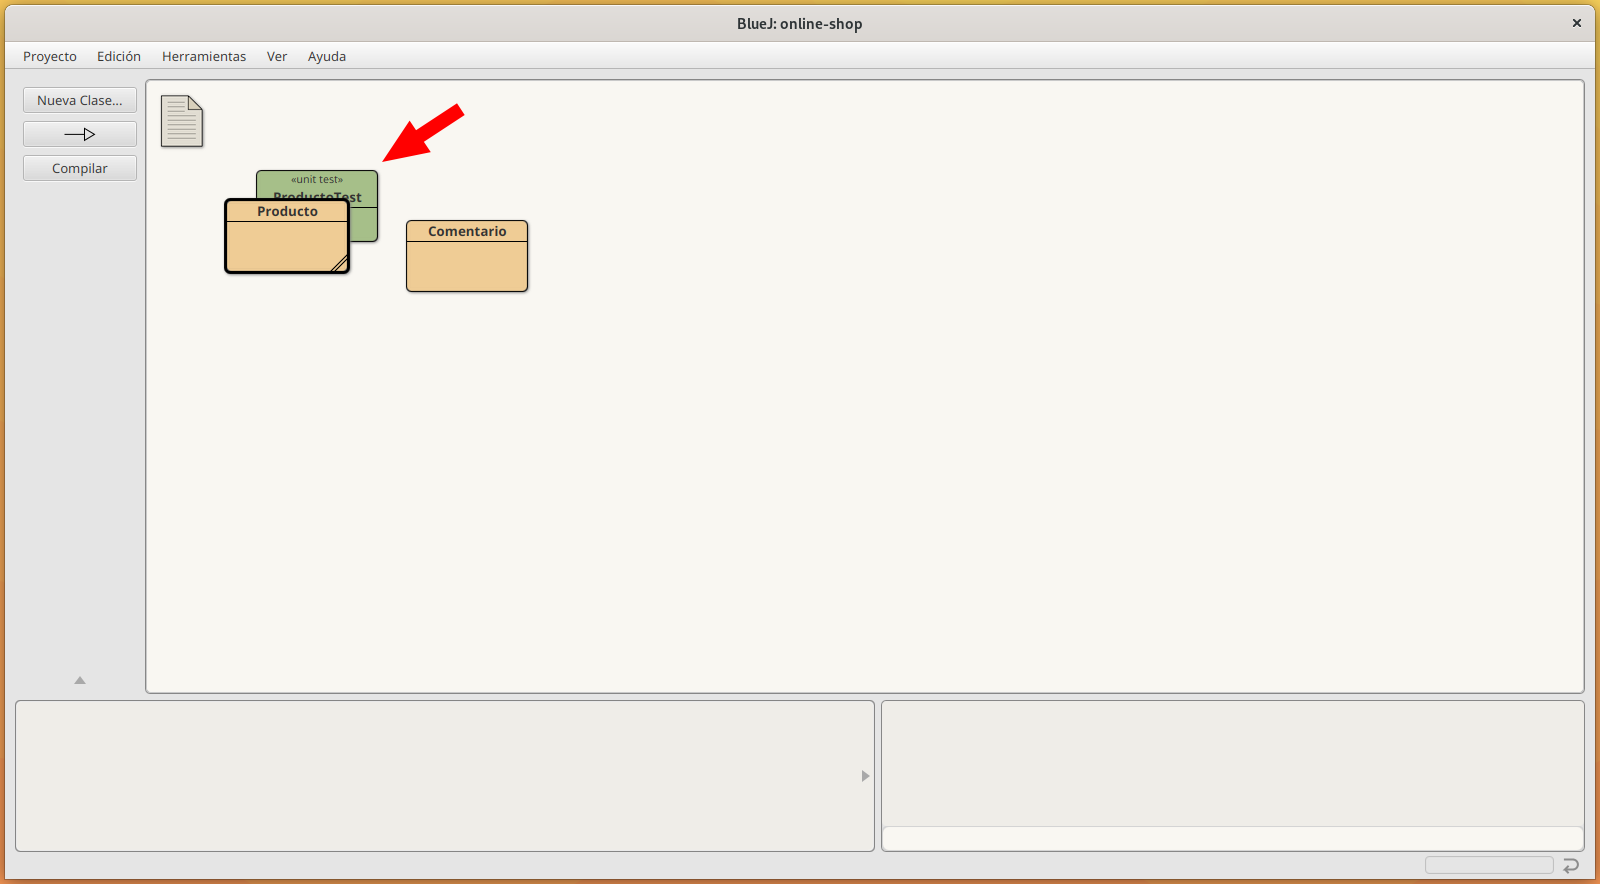 BlueJ: online-shop
Proyecto Edición Herramientas Ver Ayuda
Nueva Clase...
Compilar
«unit test»
ProductoTest
Producto
Comentario